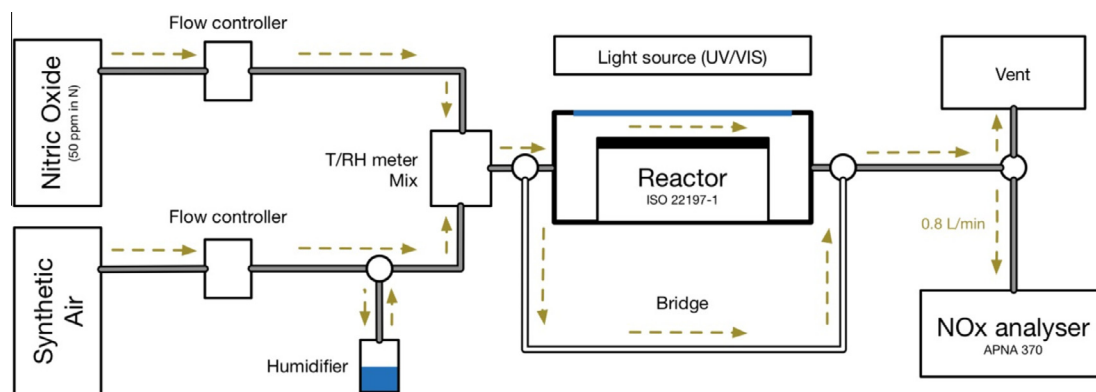 Flow controller
Nitric Oxide
(50 ppm in N)
Light source (UV/VIS)
Vent
T/RH meter
Mix
Reactor
ISO 22197-1
Flow controller
0.8 L/min
Synthetic
Air
Bridge
Humidifier
NOx analyser
APNA 370